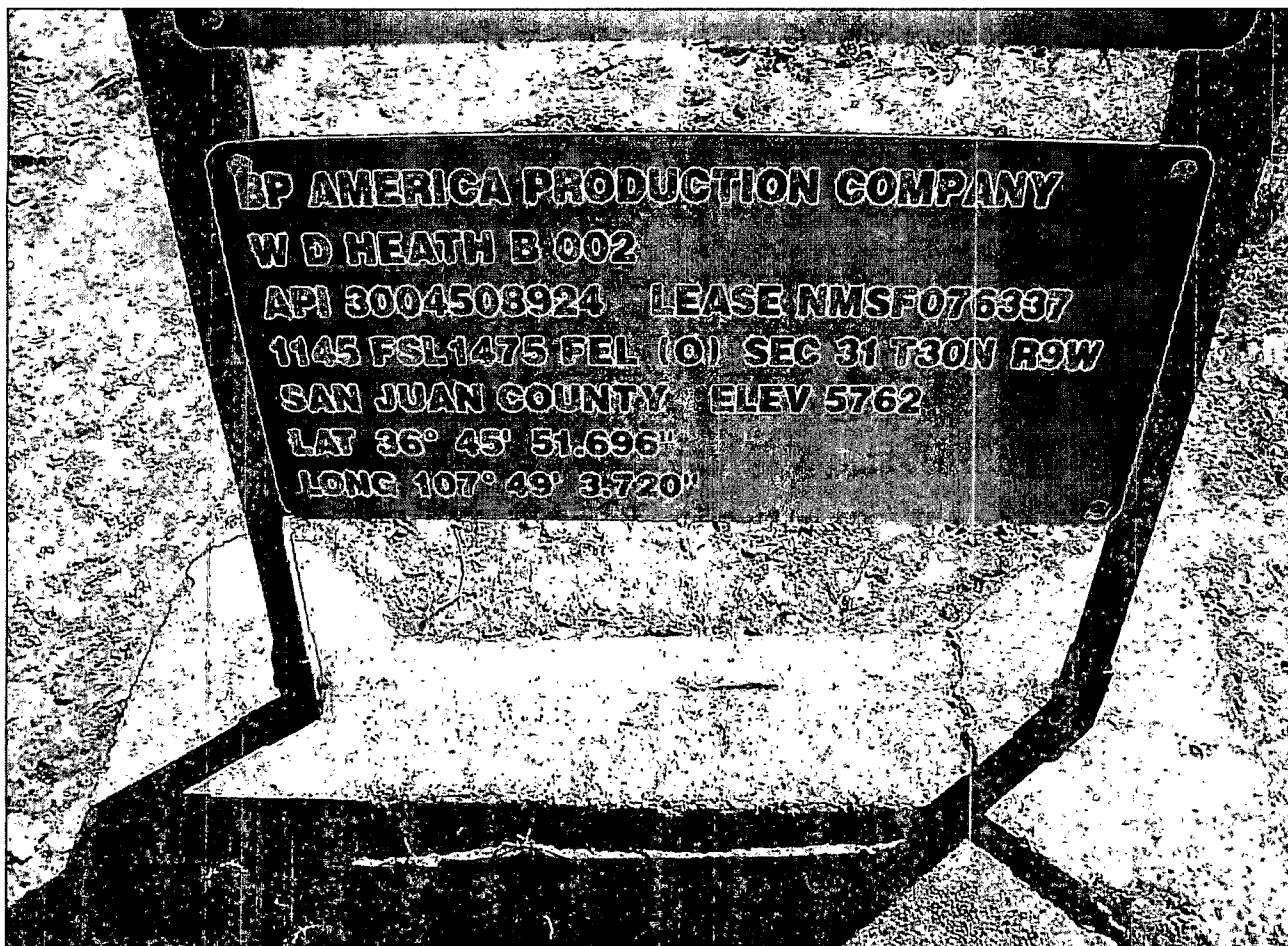 BP AMERICA PRODUCTION COMPANY
W D HEATH B 002
API 3004508924 LEASE NMSF076337
1145 FSL1475 FEL (O) SEC 31 T30N R9W
SAN JUAN COUNTY ELEV 5762
LAT 36° 45' 51.696"
LONG 107° 49' 3.720"